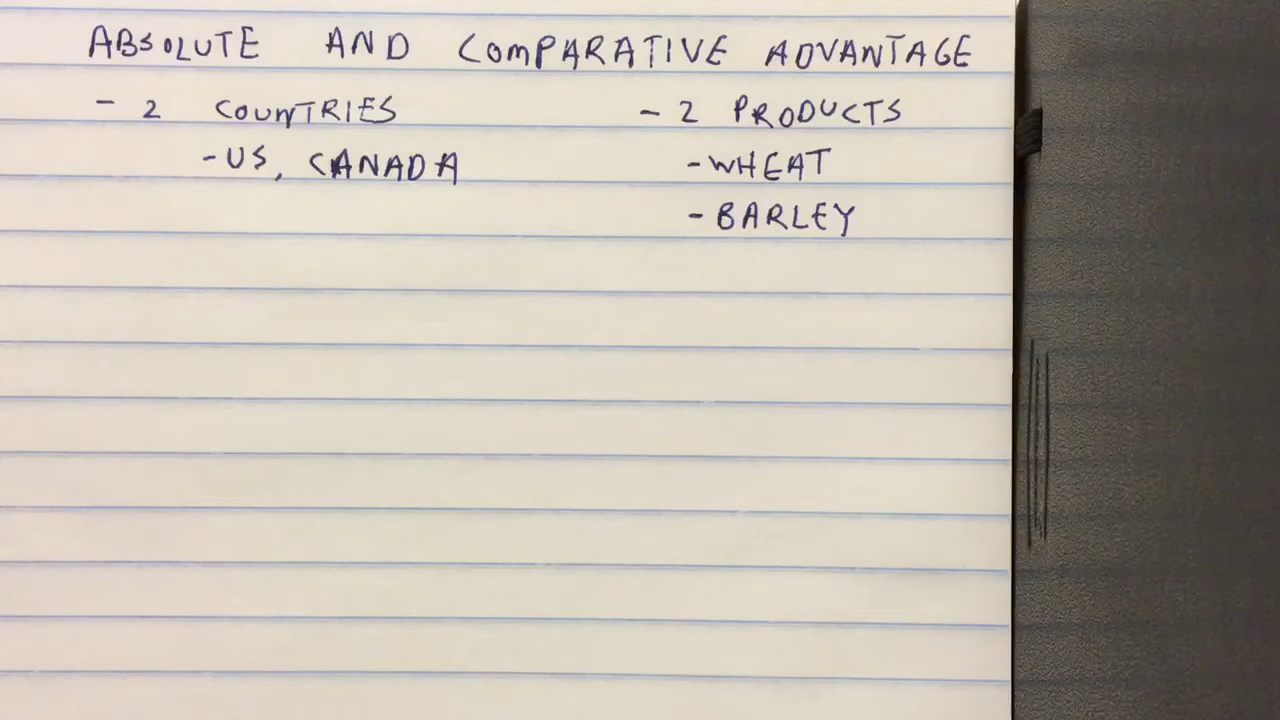 ABSOLUTE AND COMPARATIVE ADVANTAGE
- 2 COUNTRIES
- US, CANADA
- 2 PRODUCTS
- WHEAT
- BARLEY